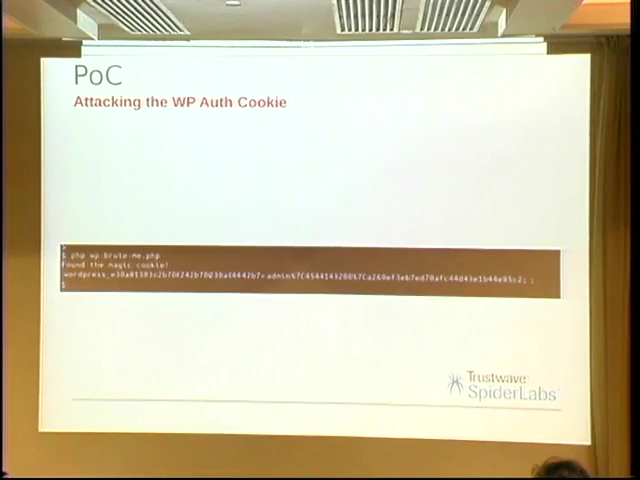 PoC
Attacking the WP Auth Cookie
$ php wp-brute-me.php
Found the magic cookie!
$
Trustwave
SpiderLabs